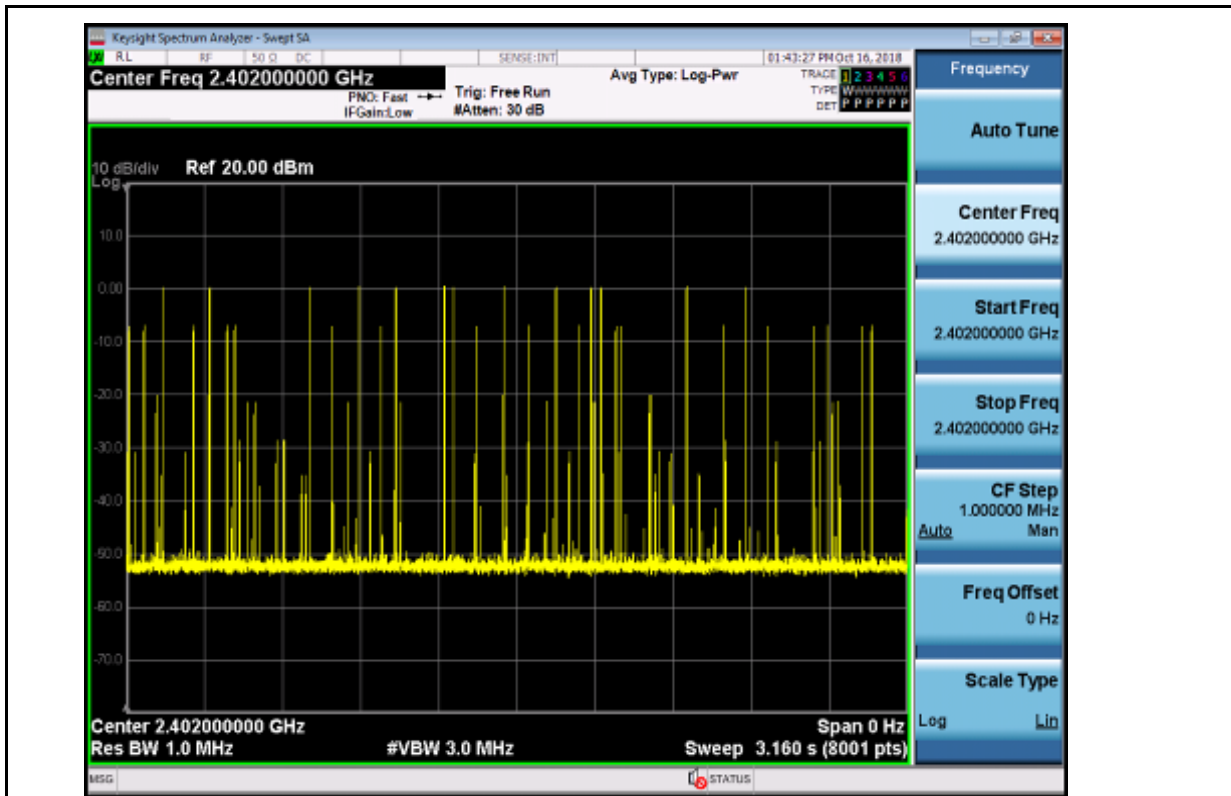 Keysight Spectrum Analyzer - Swept SA
RL RF 50 Ω DC SENSE:INT 01:43:27 PM Oct 16, 2018
Center Freq 2.402000000 GHz
PNO: Fast
IFGain:Low
Trig: Free Run
#Atten: 30 dB
Avg Type: Log-Pwr
TRACE 1 2 3 4 5 6
TYPE WWWWWW
DET P P P P P P
10 dB/div Ref 20.00 dBm
Log
10.0
0.00
-10.0
-20.0
-30.0
-40.0
-50.0
-60.0
-70.0
Center 2.402000000 GHz Span 0 Hz
Res BW 1.0 MHz #VBW 3.0 MHz Sweep 3.160 s (8001 pts)
MSG STATUS
Frequency
Auto Tune
Center Freq
2.402000000 GHz
Start Freq
2.402000000 GHz
Stop Freq
2.402000000 GHz
CF Step
1.000000 MHz
Auto Man
Freq Offset
0 Hz
Scale Type
Log Lin